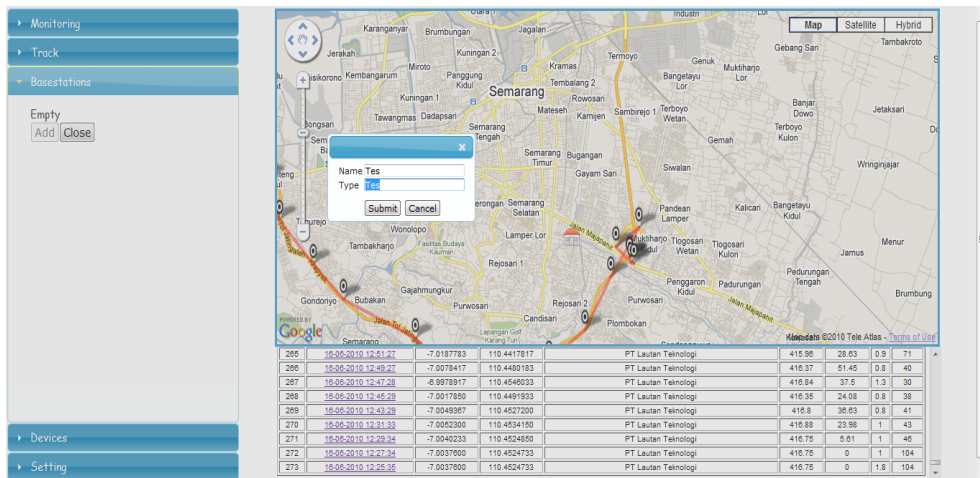 Monitoring
Track
Basestations
Empty
Add Close
Devices
Setting
Map Satellite Hybrid
Industri
Karanganyar
Brumbungan
Jagalan
Jerakah
Kuningan 2
Termoyo
Gebang Sari
Tambakroto
Miroto
Kramas
Genuk
Muktiharjo Lor
Kembangarum
Panggung Kidul
Tembalang 2
Bangetayu Lor
Semarang
Kuningan 1
Rowosari
Banjar Dowo
Jetaksari
Tawangmas
Dadapsari
Mateseh
Kamijen
Sambirejo 1
Terboyo Wetan
Bongsari
Semarang Tengah
Terboyo Kulon
Gemah
Semarang Timur
Bugangan
Gayam Sari
Siwalan
Wringinjajar
Name Tes
Type Tes
Submit Cancel
Semarang Selatan
Pandean Lamper
Kalicari
Bangetayu Kidul
Wonolopo
Lamper Lor
Jalan Majapahit
Tambakharjo
Fasilitas Budaya Kauman
Tlogosari Wetan
Tlogosari Kulon
Menur
Jamus
Rejosari 1
Pedurungan Tengah
Penggaron Kidul
Padurungan
Gajahmungkur
Gondoriyo
Bubakan
Purwosari
Rejosari 2
Purwosari
Jalan Majapahit
Brumbung
Candisari
Plombokan
POWERED BY
Google
Lapangan Golf Karang Turi
Semarang
Map data ©2010 Tele Atlas - Terms of Use
265 16-06-2010 12:51:27 -7.0187783 110.4417817 PT Lautan Teknologi 415.96 28.63 0.9 71
266 16-06-2010 12:49:27 -7.0078417 110.4480183 PT Lautan Teknologi 416.37 51.45 0.8 40
267 16-06-2010 12:47:28 -6.9978917 110.4546033 PT Lautan Teknologi 416.84 37.5 1.3 30
268 16-06-2010 12:45:29 -7.0017850 110.4491933 PT Lautan Teknologi 416.35 24.08 0.8 38
269 16-06-2010 12:43:29 -7.0049367 110.4527200 PT Lautan Teknologi 416.8 36.63 0.8 41
270 16-06-2010 12:31:33 -7.0052300 110.4534150 PT Lautan Teknologi 416.88 23.98 1 43
271 16-06-2010 12:29:34 -7.0040233 110.4524850 PT Lautan Teknologi 416.75 5.61 1 46
272 16-06-2010 12:27:34 -7.0037600 110.4524733 PT Lautan Teknologi 416.75 0 1 104
273 16-06-2010 12:25:35 -7.0037600 110.4524733 PT Lautan Teknologi 416.75 0 1.8 104